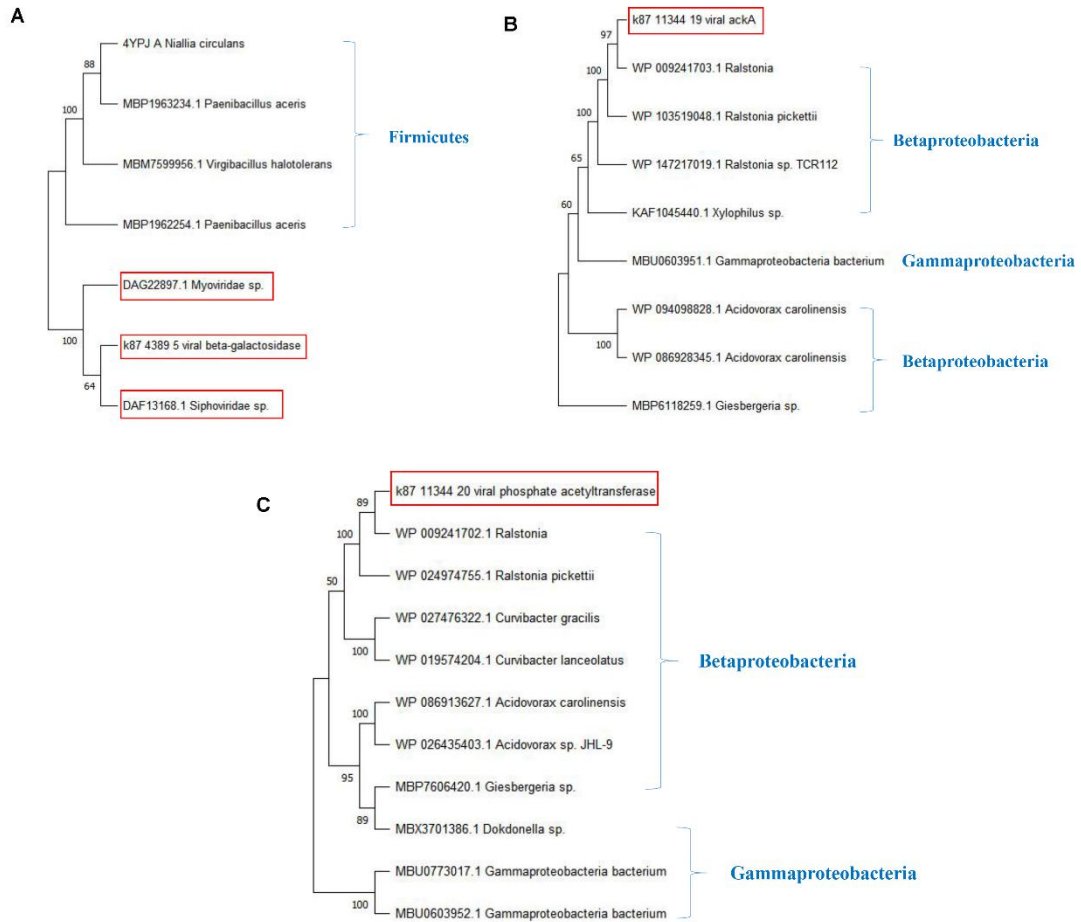 A
4YPJ A Niallia circulans
88
MBP1963234.1 Paenibacillus aceris
100
Firmicutes
MBM7599956.1 Virgibacillus halotolerans
MBP1962254.1 Paenibacillus aceris
DAG22897.1 Myoviridae sp.
100
k87 4389 5 viral beta-galactosidase
64
DAF13168.1 Siphoviridae sp.
B
k87 11344 19 viral ackA
97
WP 009241703.1 Ralstonia
100
WP 103519048.1 Ralstonia pickettii
100
Betaproteobacteria
WP 147217019.1 Ralstonia sp. TCR112
65
KAF1045440.1 Xylophilus sp.
60
MBU0603951.1 Gammaproteobacteria bacterium
Gammaproteobacteria
WP 094098828.1 Acidovorax carolinensis
100
WP 086928345.1 Acidovorax carolinensis
Betaproteobacteria
MBP6118259.1 Giesbergeria sp.
C
k87 11344 20 viral phosphate acetyltransferase
89
WP 009241702.1 Ralstonia
100
WP 024974755.1 Ralstonia pickettii
50
WP 027476322.1 Curvibacter gracilis
100
WP 019574204.1 Curvibacter lanceolatus
Betaproteobacteria
WP 086913627.1 Acidovorax carolinensis
100
WP 026435403.1 Acidovorax sp. JHL-9
95
MBP7606420.1 Giesbergeria sp.
89
MBX3701386.1 Dokdonella sp.
MBU0773017.1 Gammaproteobacteria bacterium
Gammaproteobacteria
100
MBU0603952.1 Gammaproteobacteria bacterium